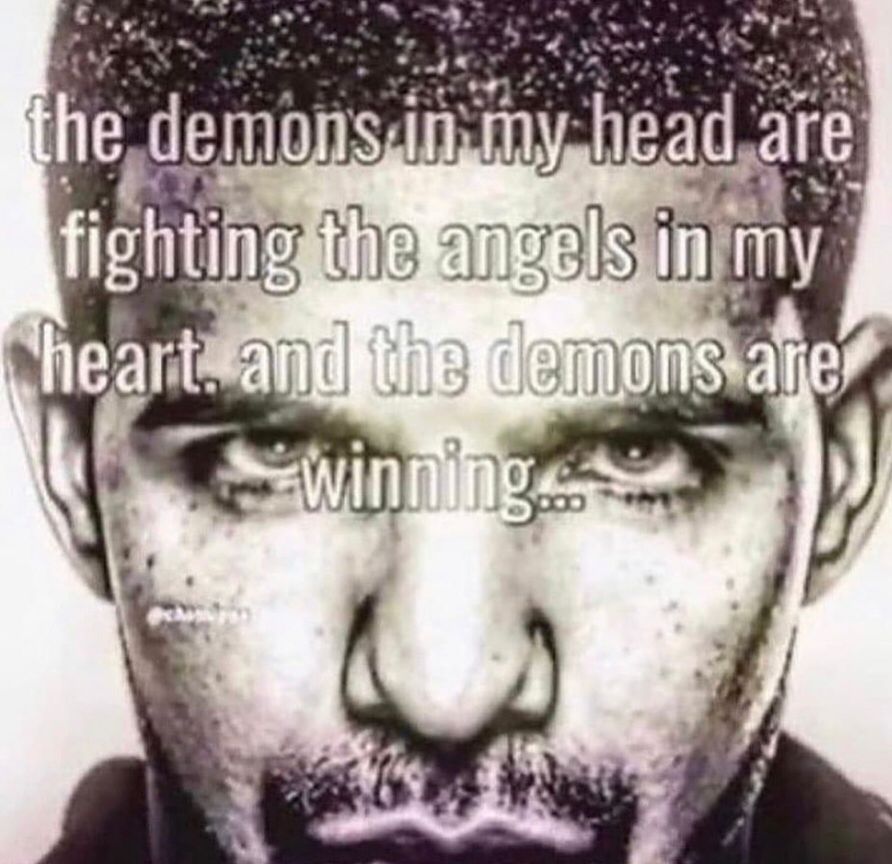 the demons in my head are
fighting the angels in my
heart. and the demons are
winning...